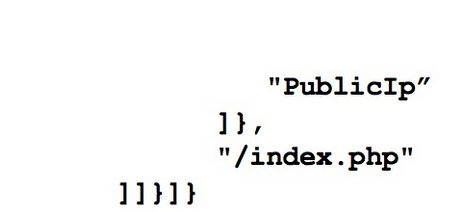 "PublicIp”
]},
"/index.php"
]]}]}